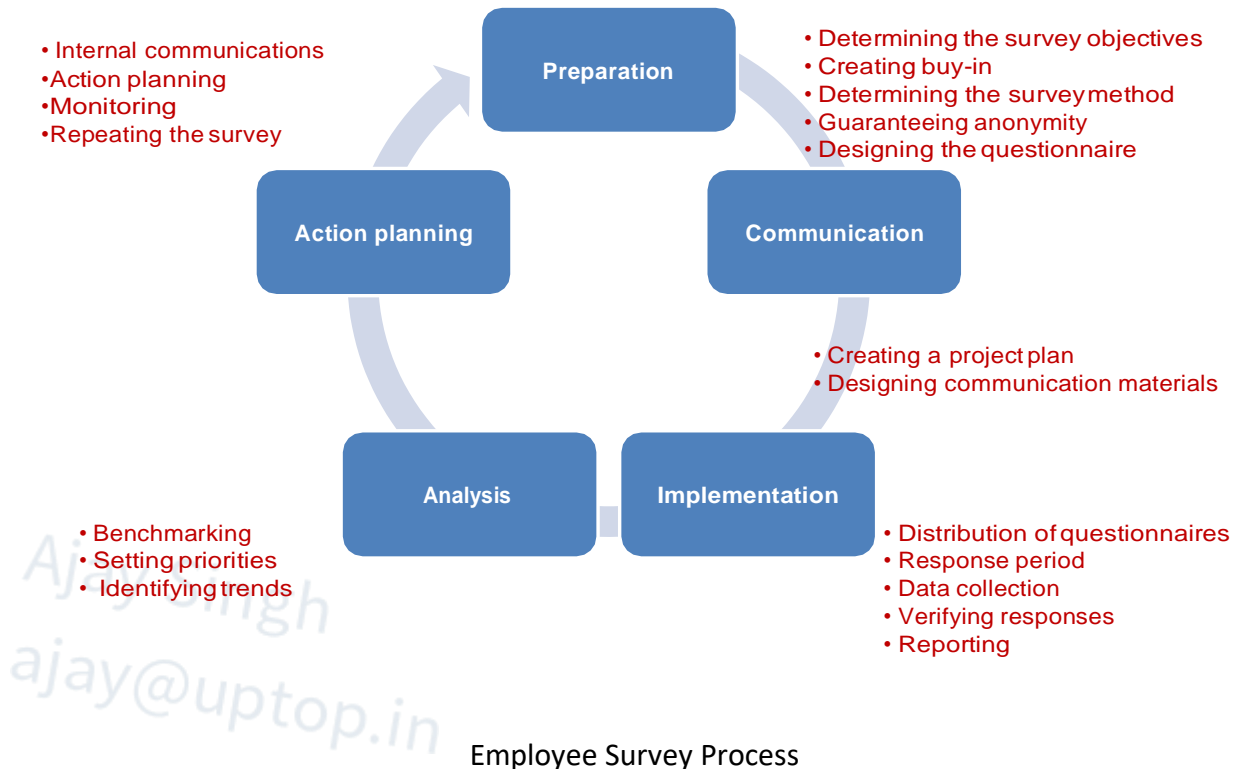 Preparation
• Determining the survey objectives
• Creating buy-in
• Determining the survey method
• Guaranteeing anonymity
• Designing the questionnaire
Communication
• Creating a project plan
• Designing communication materials
Implementation
• Distribution of questionnaires
• Response period
• Data collection
• Verifying responses
• Reporting
Analysis
• Benchmarking
• Setting priorities
• Identifying trends
Action planning
• Internal communications
•Action planning
•Monitoring
•Repeating the survey
Ajay Singh
ajay@uptop.in
Employee Survey Process